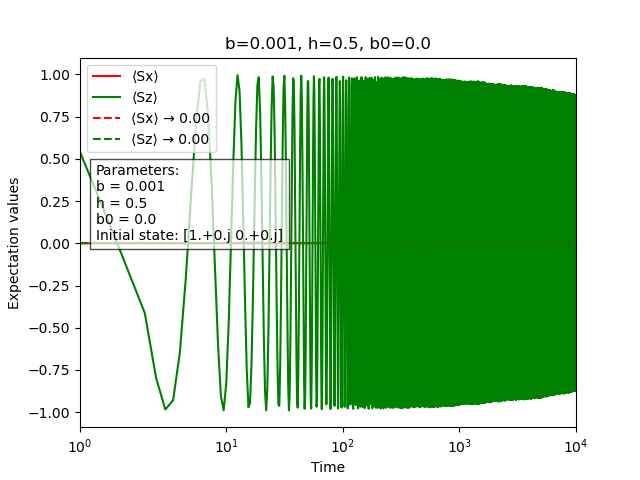 b=0.001, h=0.5, b0=0.0
1.00
0.75
0.50
0.25
0.00
−0.25
−0.50
−0.75
−1.00
Expectation values
⟨Sx⟩
⟨Sz⟩
⟨Sx⟩ → 0.00
⟨Sz⟩ → 0.00
Parameters:
b = 0.001
h = 0.5
b0 = 0.0
Initial state: [1.+0.j 0.+0.j]
10⁰
10¹
10²
10³
10⁴
Time